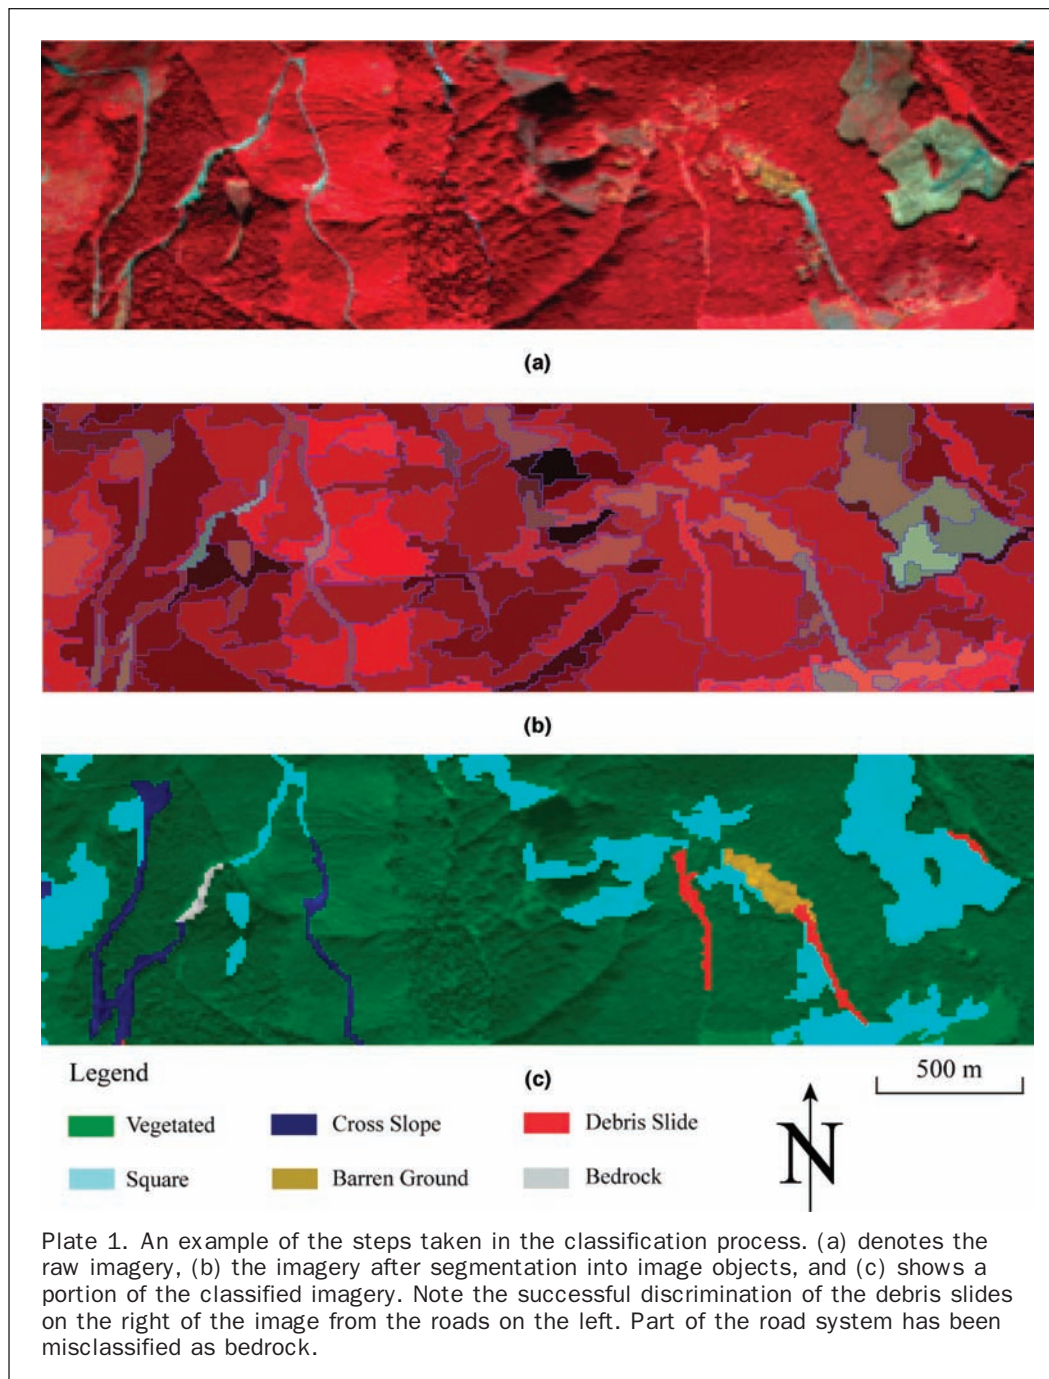 (a)
(b)
(c)
500 m
Legend
Vegetated
Cross Slope
Debris Slide
Square
Barren Ground
Bedrock
N
Plate 1. An example of the steps taken in the classification process. (a) denotes the
raw imagery, (b) the imagery after segmentation into image objects, and (c) shows a
portion of the classified imagery. Note the successful discrimination of the debris slides
on the right of the image from the roads on the left. Part of the road system has been
misclassified as bedrock.